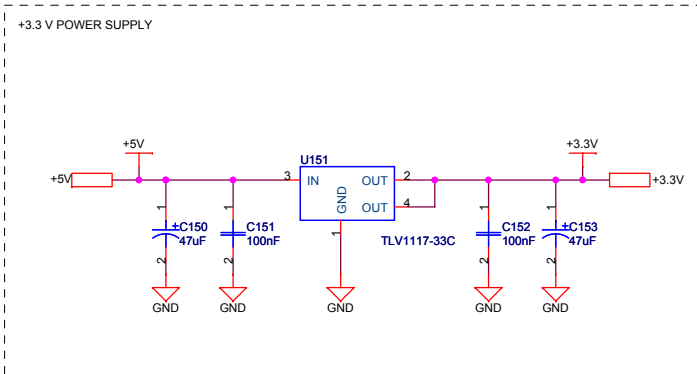 +3.3 V POWER SUPPLY
+5V
+3.3V
U151
+5V
3
IN
OUT
2
+3.3V
GND
OUT
4
1
1
1
TLV1117-33C
1
1
±C150
47uF
C151
100nF
C152
100nF
±C153
47uF
2
2
2
2
GND
GND
GND
GND
GND